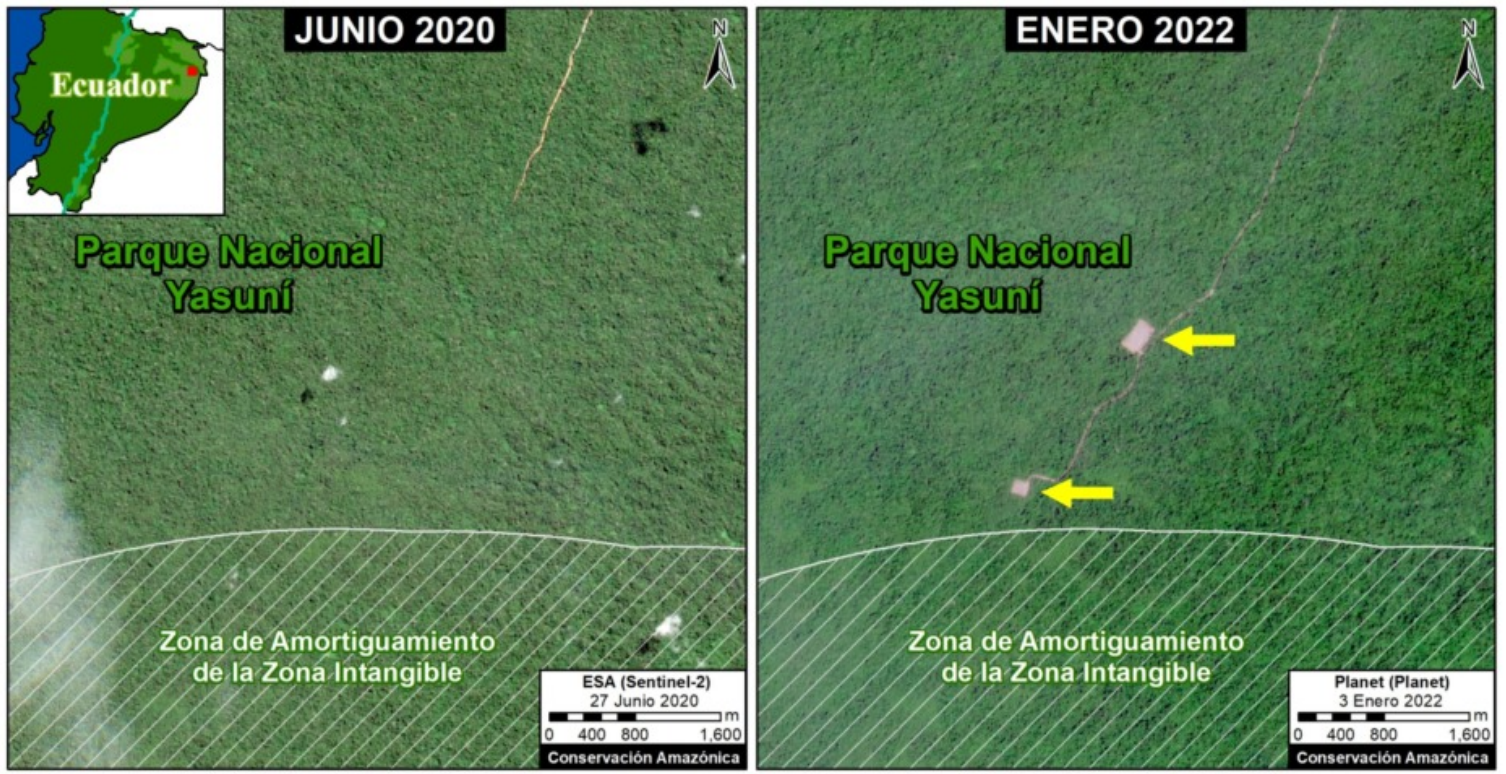 JUNIO 2020
N
Ecuador
Parque Nacional
Yasuní
Zona de Amortiguamiento
de la Zona Intangible
ESA (Sentinel-2)
27 Junio 2020
m
0 400 800 1,600
Conservación Amazónica
ENERO 2022
N
Parque Nacional
Yasuní
Zona de Amortiguamiento
de la Zona Intangible
Planet (Planet)
3 Enero 2022
m
0 400 800 1,600
Conservación Amazónica